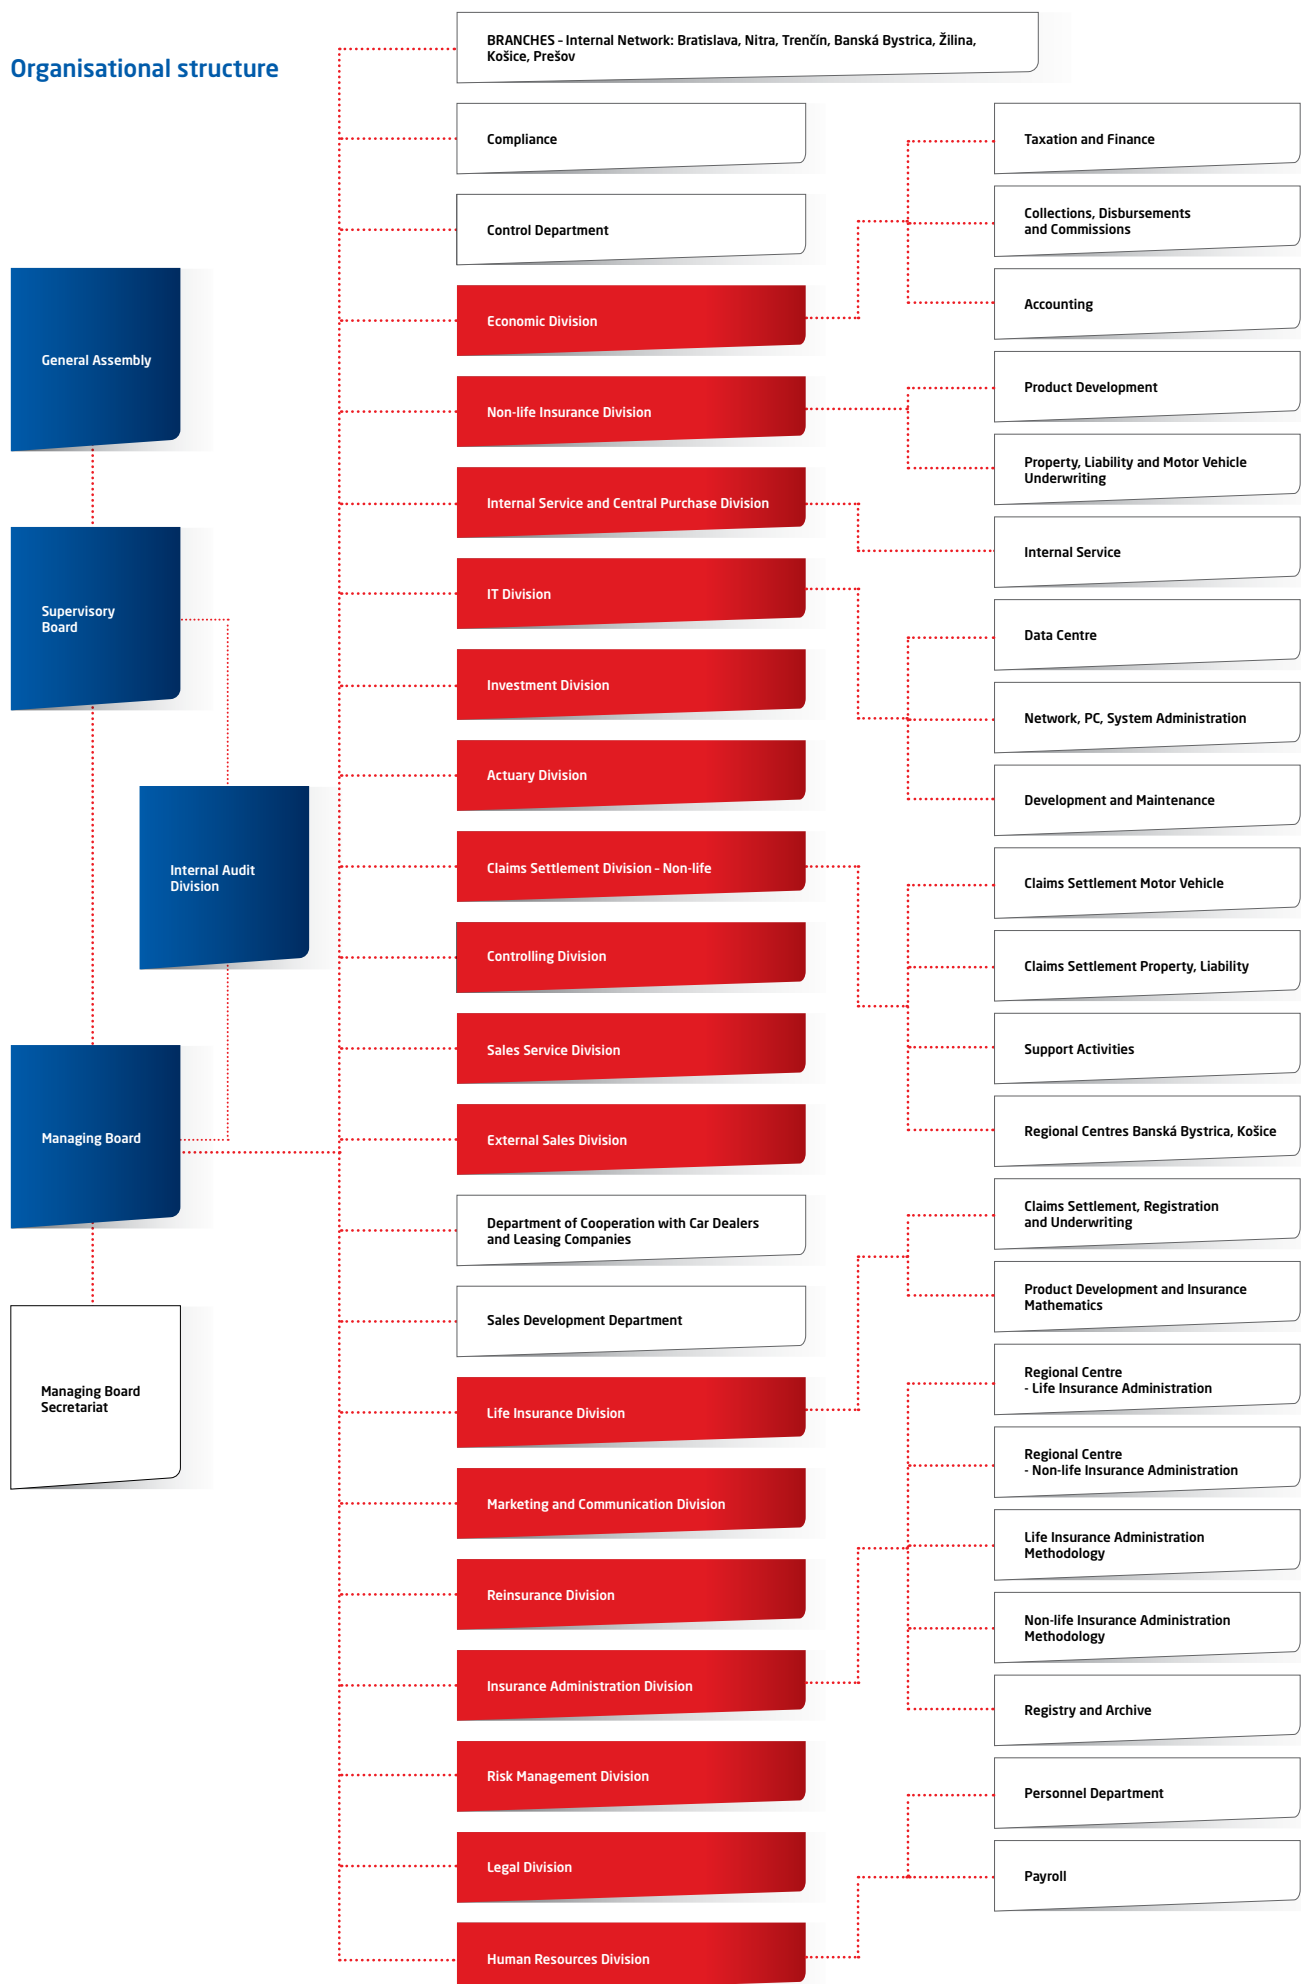 Organisational structure
General Assembly
Supervisory
Board
Internal Audit
Division
Managing Board
Managing Board
Secretariat
BRANCHES - Internal Network: Bratislava, Nitra, Trenčín, Banská Bystrica, Žilina,
Košice, Prešov
Compliance
Control Department
Economic Division
Non-life Insurance Division
Internal Service and Central Purchase Division
IT Division
Investment Division
Actuary Division
Claims Settlement Division - Non-life
Controlling Division
Sales Service Division
External Sales Division
Department of Cooperation with Car Dealers
and Leasing Companies
Sales Development Department
Life Insurance Division
Marketing and Communication Division
Reinsurance Division
Insurance Administration Division
Risk Management Division
Legal Division
Human Resources Division
Taxation and Finance
Collections, Disbursements
and Commissions
Accounting
Product Development
Property, Liability and Motor Vehicle
Underwriting
Internal Service
Data Centre
Network, PC, System Administration
Development and Maintenance
Claims Settlement Motor Vehicle
Claims Settlement Property, Liability
Support Activities
Regional Centres Banská Bystrica, Košice
Claims Settlement, Registration
and Underwriting
Product Development and Insurance
Mathematics
Regional Centre
- Life Insurance Administration
Regional Centre
- Non-life Insurance Administration
Life Insurance Administration
Methodology
Non-life Insurance Administration
Methodology
Registry and Archive
Personnel Department
Payroll